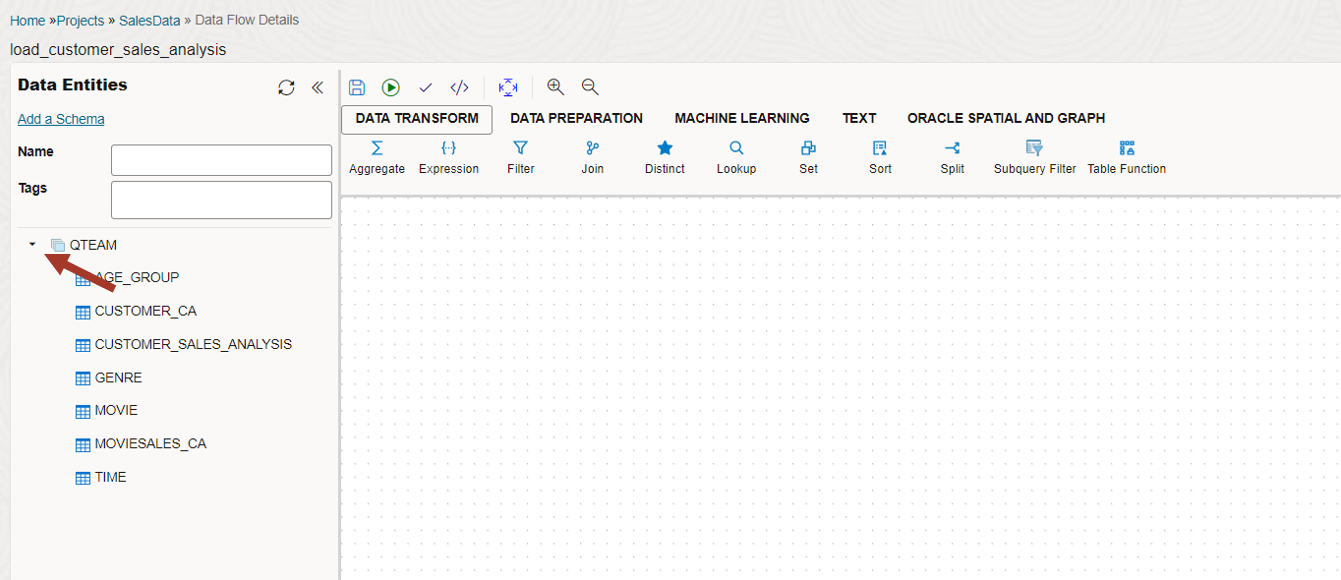 Home »Projects » SalesData » Data Flow Details
load_customer_sales_analysis
Data Entities
Add a Schema
Name
Tags
QTEAM
AGE_GROUP
CUSTOMER_CA
CUSTOMER_SALES_ANALYSIS
GENRE
MOVIE
MOVIESALES_CA
TIME
DATA TRANSFORM DATA PREPARATION MACHINE LEARNING TEXT ORACLE SPATIAL AND GRAPH
Aggregate Expression Filter Join Distinct Lookup Set Sort Split Subquery Filter Table Function